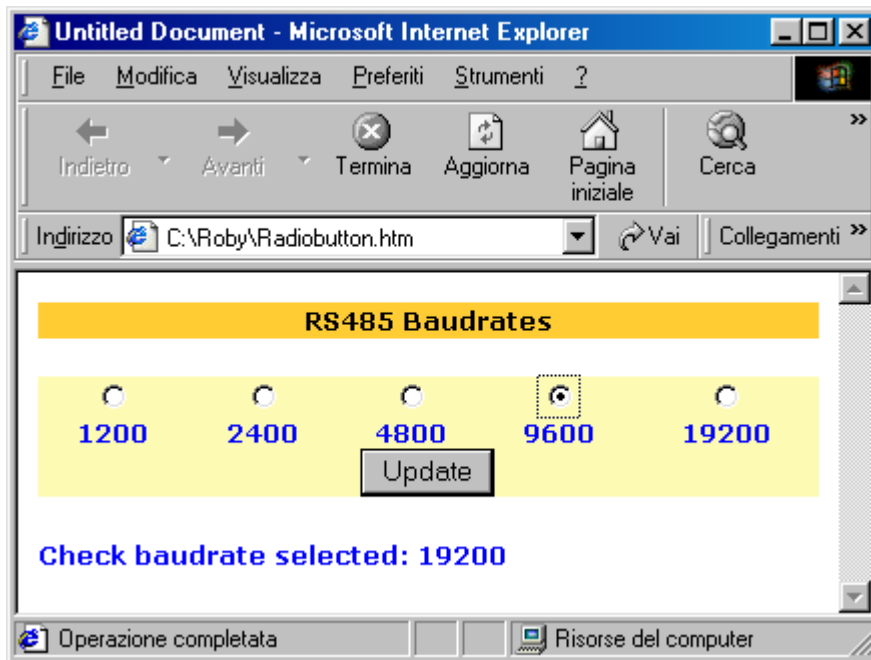 Untitled Document - Microsoft Internet Explorer
File Modifica Visualizza Preferiti Strumenti ?
Indietro Avanti Termina Aggiorna Pagina iniziale Cerca »
Indirizzo C:\Roby\Radiobutton.htm Vai Collegamenti »
RS485 Baudrates
1200 2400 4800 9600 19200
Update
Check baudrate selected: 19200
Operazione completata Risorse del computer